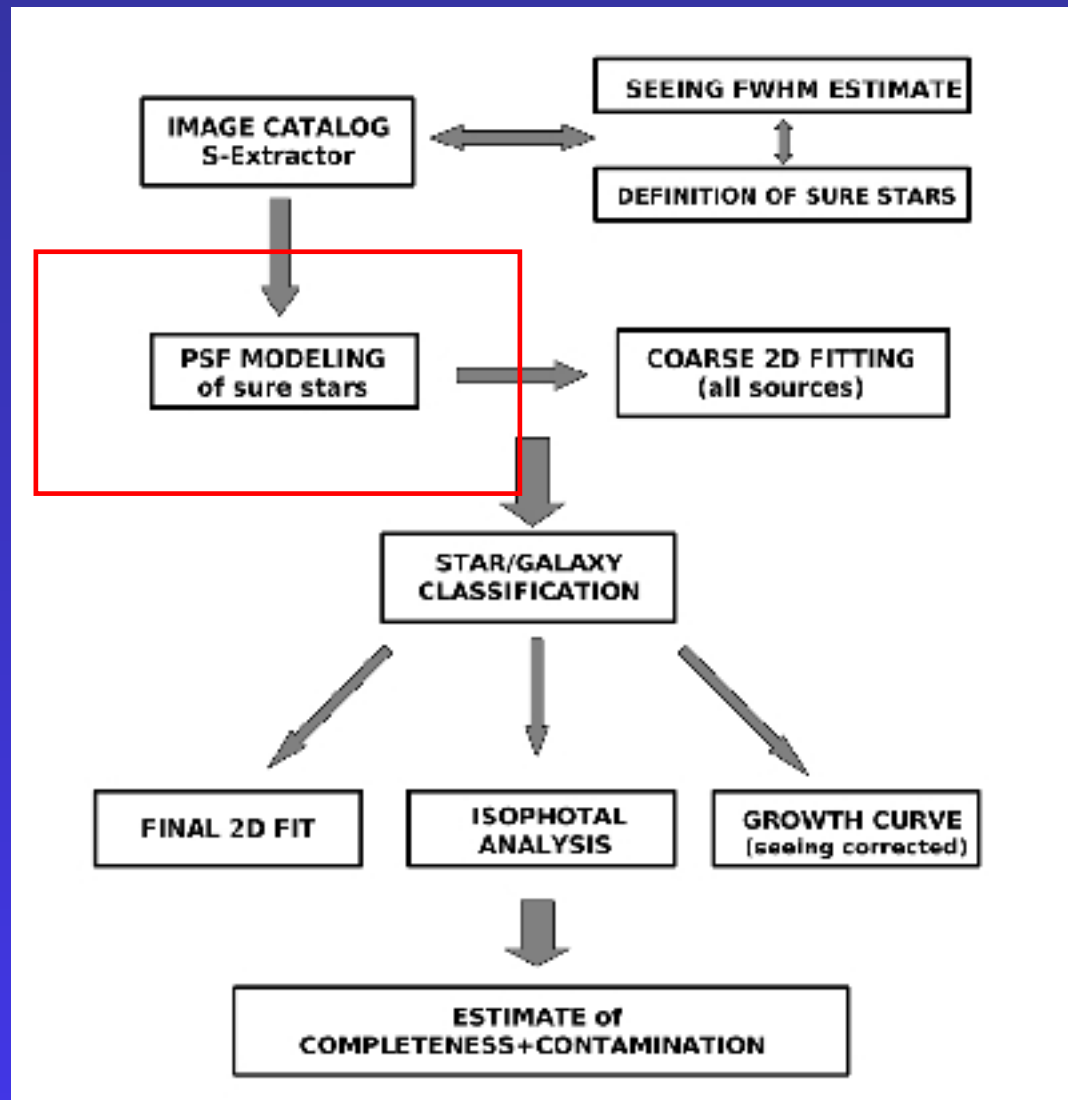 IMAGE CATALOG
S-Extractor
SEEING FWHM ESTIMATE
DEFINITION OF SURE STARS
PSF MODELING
of sure stars
COARSE 2D FITTING
(all sources)
STAR/GALAXY
CLASSIFICATION
FINAL 2D FIT
ISOPHOTAL
ANALYSIS
GROWTH CURVE
(seeing corrected)
ESTIMATE of
COMPLETENESS+CONTAMINATION